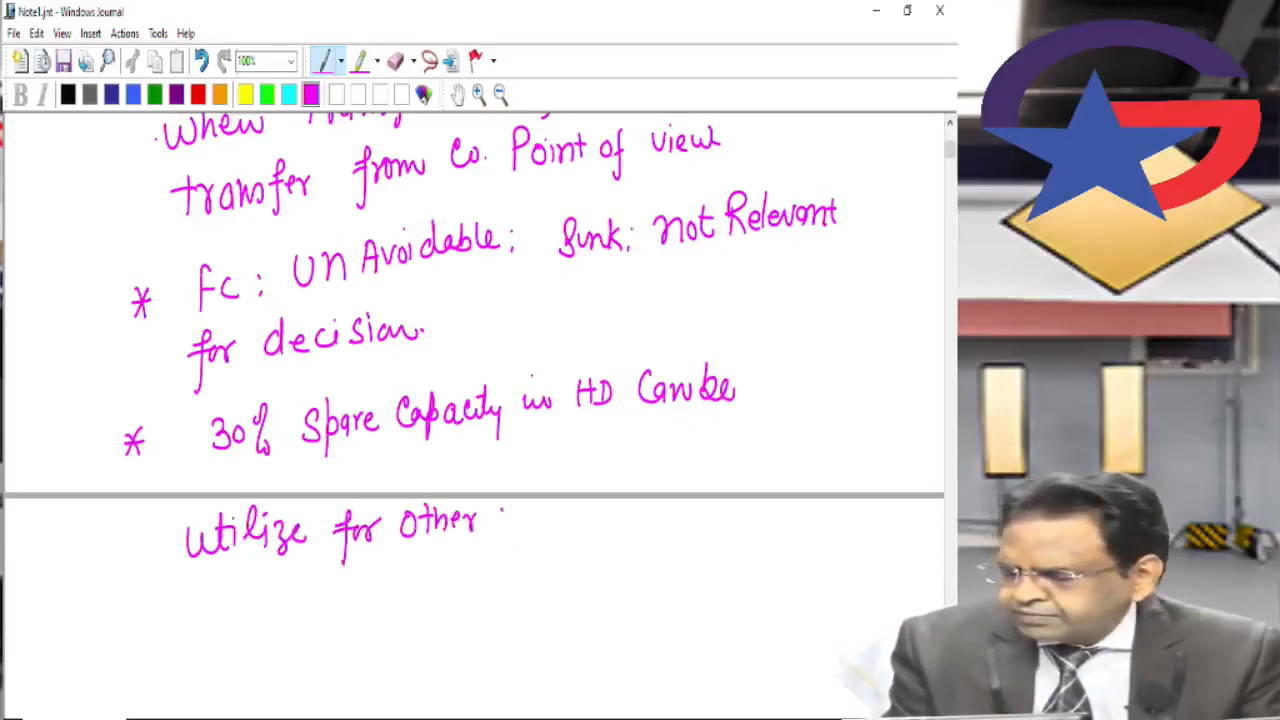 Note1.jnt - Windows Journal
File Edit View Insert Actions Tools Help
100%
B I
. When
transfer from Co. Point of view
* FC : UN Avoidable ; Sunk ; not Relevant
for decision.
* 30% Spare Capacity in HD Can be
Utilize for Other